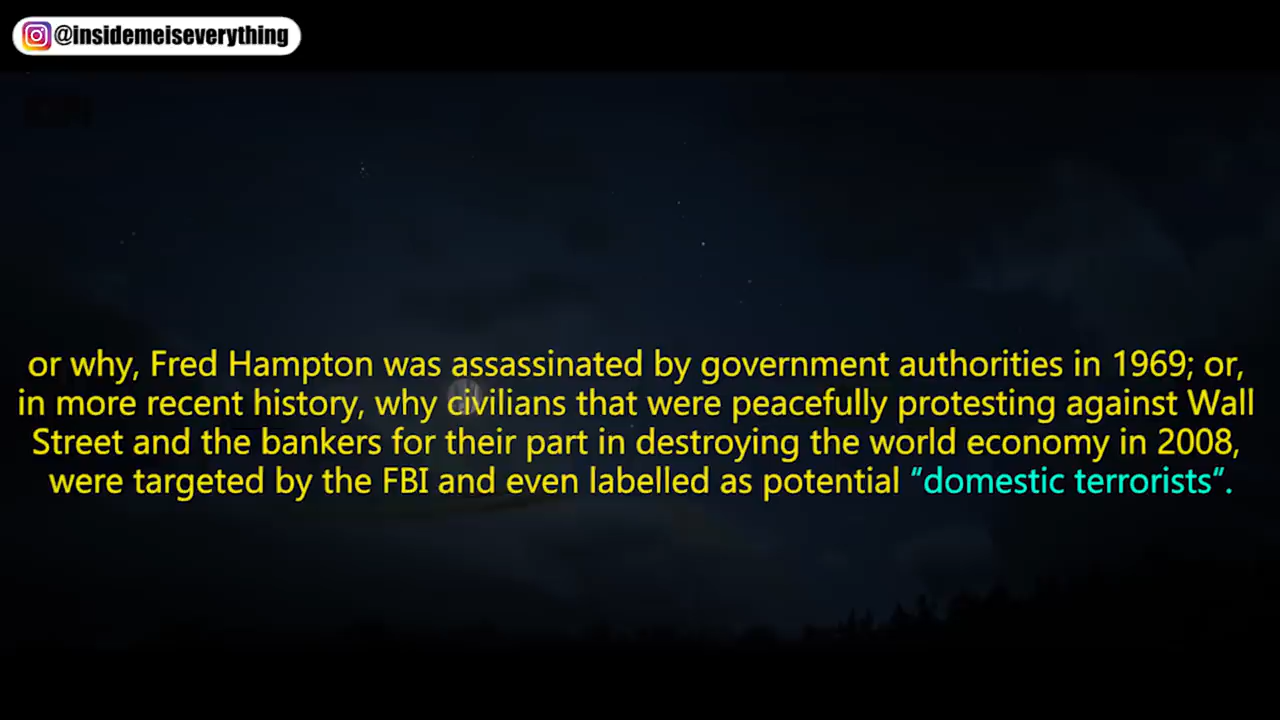 @insidemeiseverything
or why, Fred Hampton was assassinated by government authorities in 1969; or,
in more recent history, why civilians that were peacefully protesting against Wall
Street and the bankers for their part in destroying the world economy in 2008,
were targeted by the FBI and even labelled as potential “domestic terrorists”.